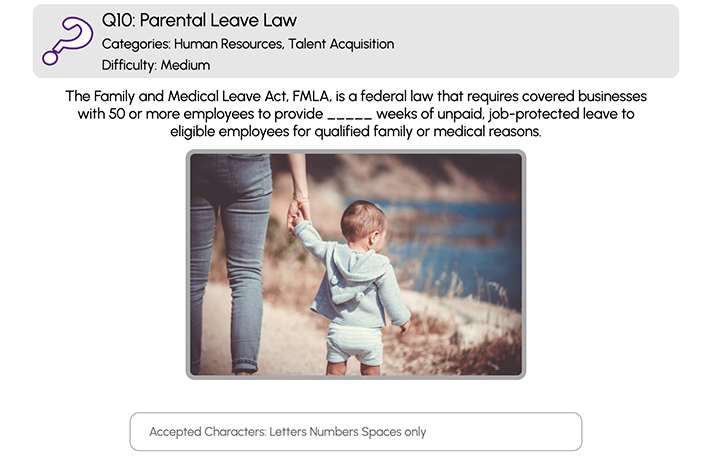 Q10: Parental Leave Law
Categories: Human Resources, Talent Acquisition
Difficulty: Medium
The Family and Medical Leave Act, FMLA, is a federal law that requires covered businesses
with 50 or more employees to provide _____ weeks of unpaid, job-protected leave to
eligible employees for qualified family or medical reasons.
Accepted Characters: Letters Numbers Spaces only